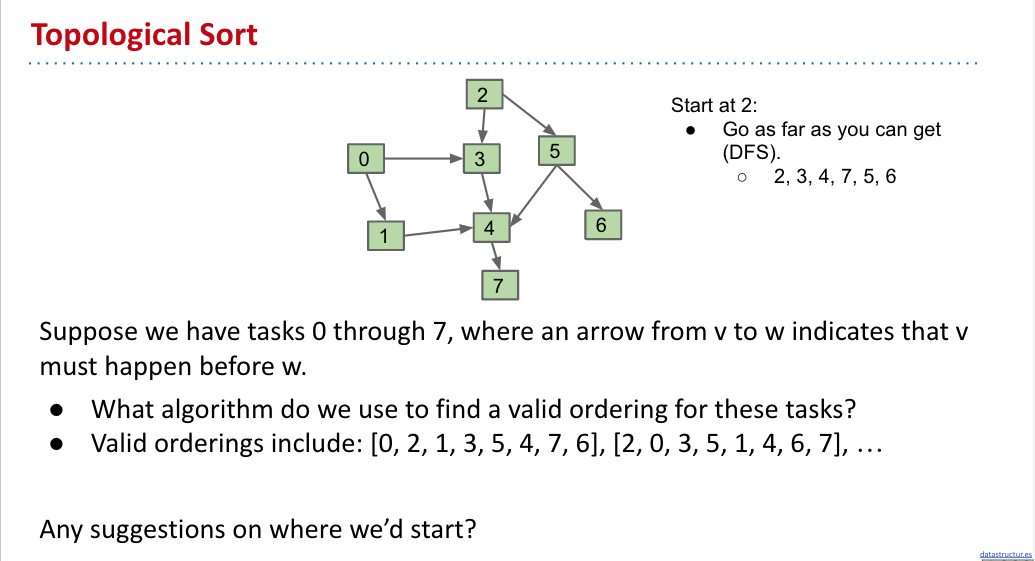 Topological Sort
2
0
3
5
1
4
6
7
Start at 2:
● Go as far as you can get
(DFS).
○ 2, 3, 4, 7, 5, 6
Suppose we have tasks 0 through 7, where an arrow from v to w indicates that v
must happen before w.
● What algorithm do we use to find a valid ordering for these tasks?
● Valid orderings include: [0, 2, 1, 3, 5, 4, 7, 6], [2, 0, 3, 5, 1, 4, 6, 7], …
Any suggestions on where we’d start?
datastructur.es